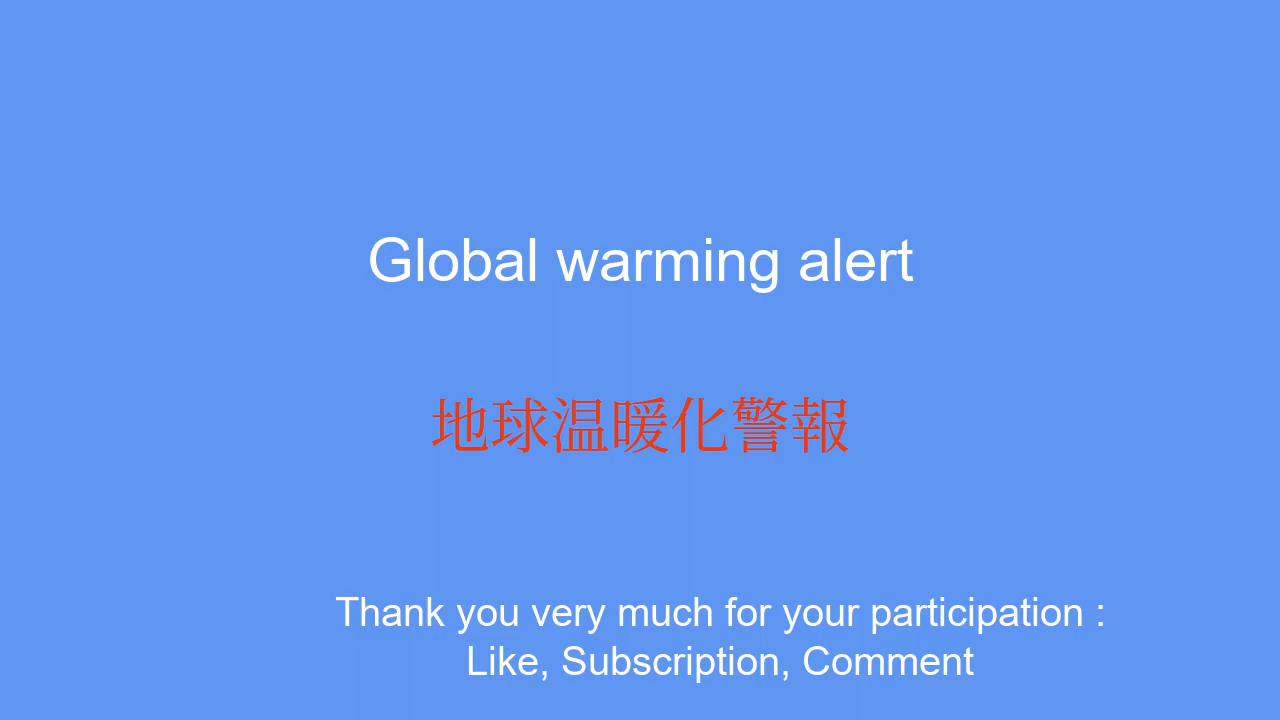 Global warming alert
地球温暖化警報
Thank you very much for your participation :
Like, Subscription, Comment